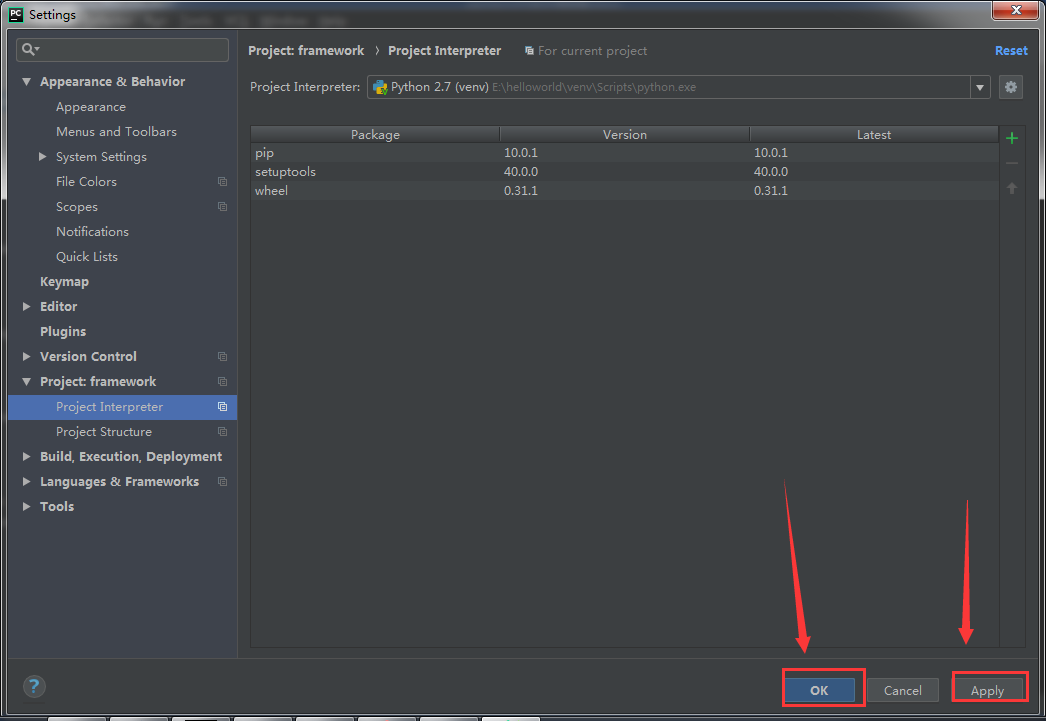 PC Settings
Project: framework › Project Interpreter For current project Reset
Project Interpreter: Python 2.7 (venv) E:\helloworld\venv\Scripts\python.exe
Appearance & Behavior
Appearance
Menus and Toolbars
System Settings
File Colors
Scopes
Notifications
Quick Lists
Keymap
Editor
Plugins
Version Control
Project: framework
Project Interpreter
Project Structure
Build, Execution, Deployment
Languages & Frameworks
Tools
Package Version Latest
pip 10.0.1 10.0.1
setuptools 40.0.0 40.0.0
wheel 0.31.1 0.31.1
? OK Cancel Apply